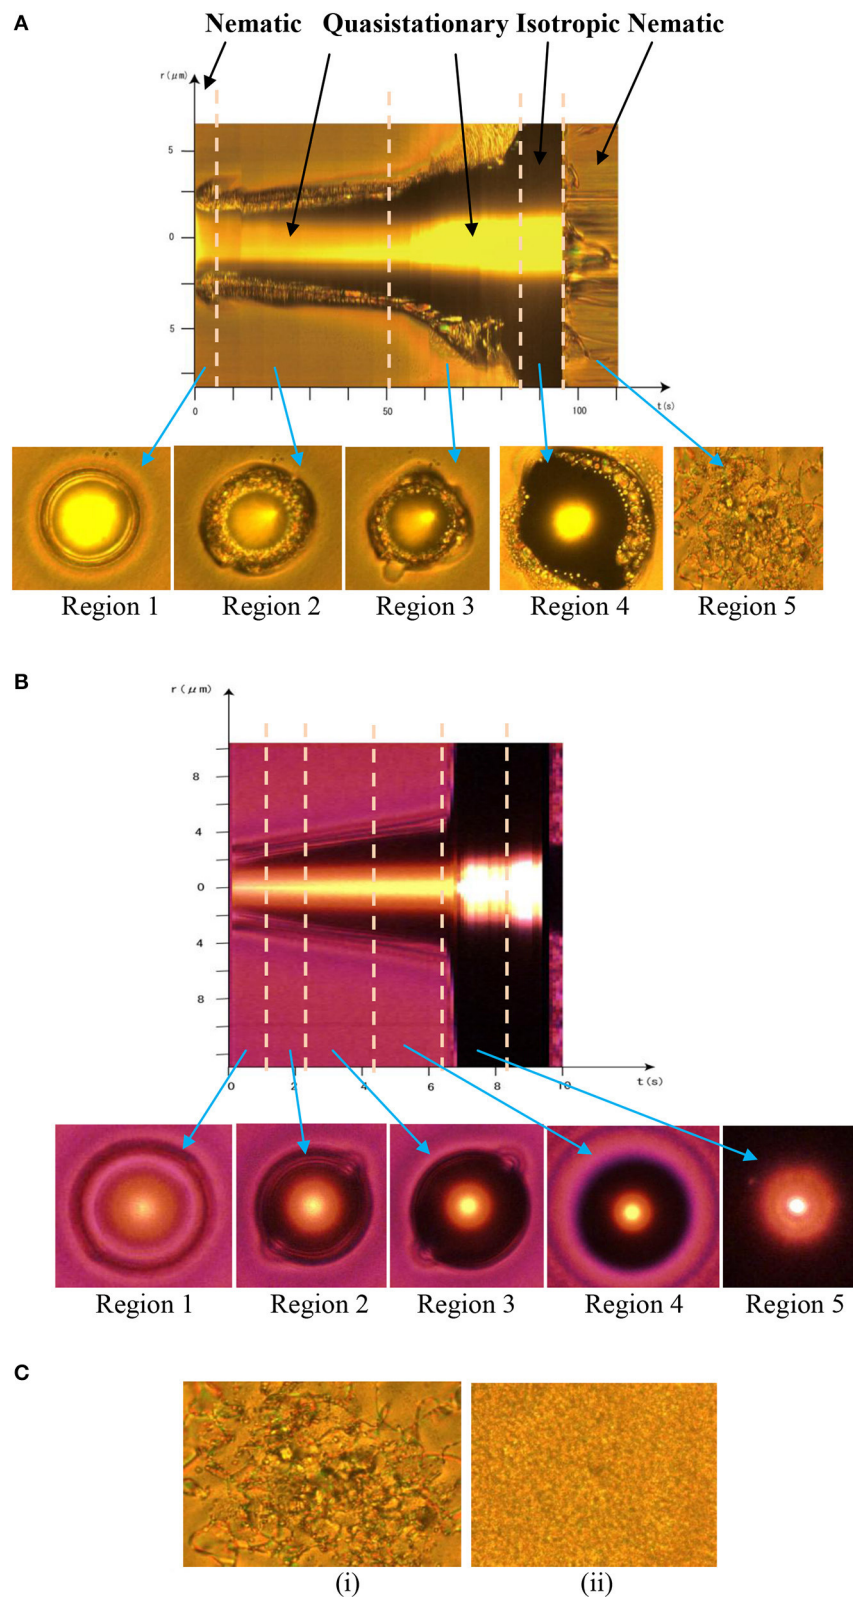 A
Nematic Quasistationary Isotropic Nematic
r(μm)
5
0
5
0 50 100 t(s)
Region 1 Region 2 Region 3 Region 4 Region 5
B
r(μm)
8
4
0
4
8
0 2 4 6 8 10 t(s)
Region 1 Region 2 Region 3 Region 4 Region 5
C
(i) (ii)